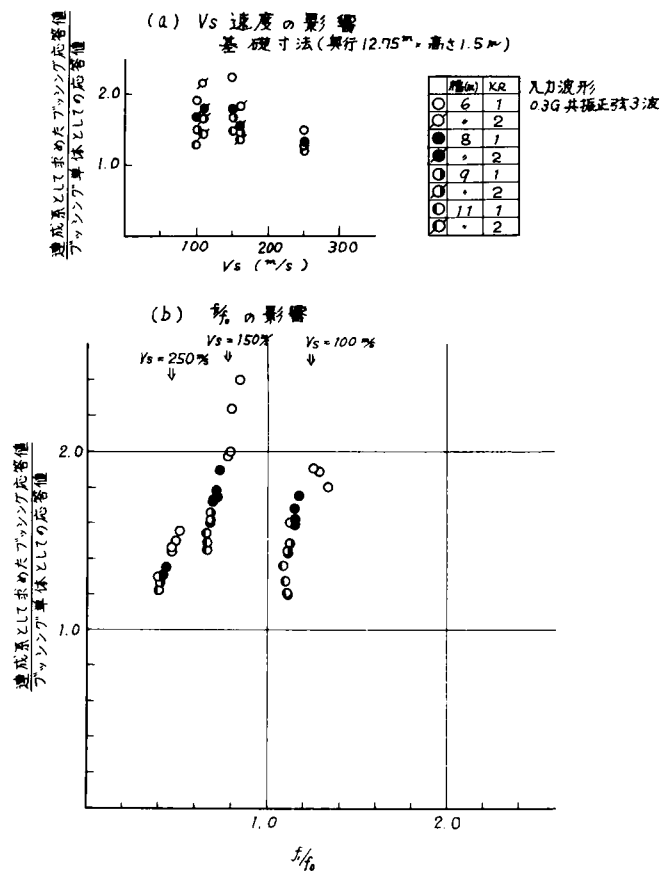 (a) Vs 速度の影響
基礎寸法(奥行12.75m×高さ1.5m)
連成系として求めたブッシング応答値
ブッシング単体としての応答値
2.0
1.0
100 200 300
Vs (m/s)
幅(m) KR
○ 6 1
〃 2
● 8 1
〃 2
9 1
〃 2
11 1
〃 2
入力波形
0.3G共振正弦3波
(b) f/f₀ の影響
Vs=250m/s
Vs=150m/s
Vs=100m/s
連成系として求めたブッシング応答値
ブッシング単体としての応答値
2.0
1.0
1.0 2.0
f/f₀